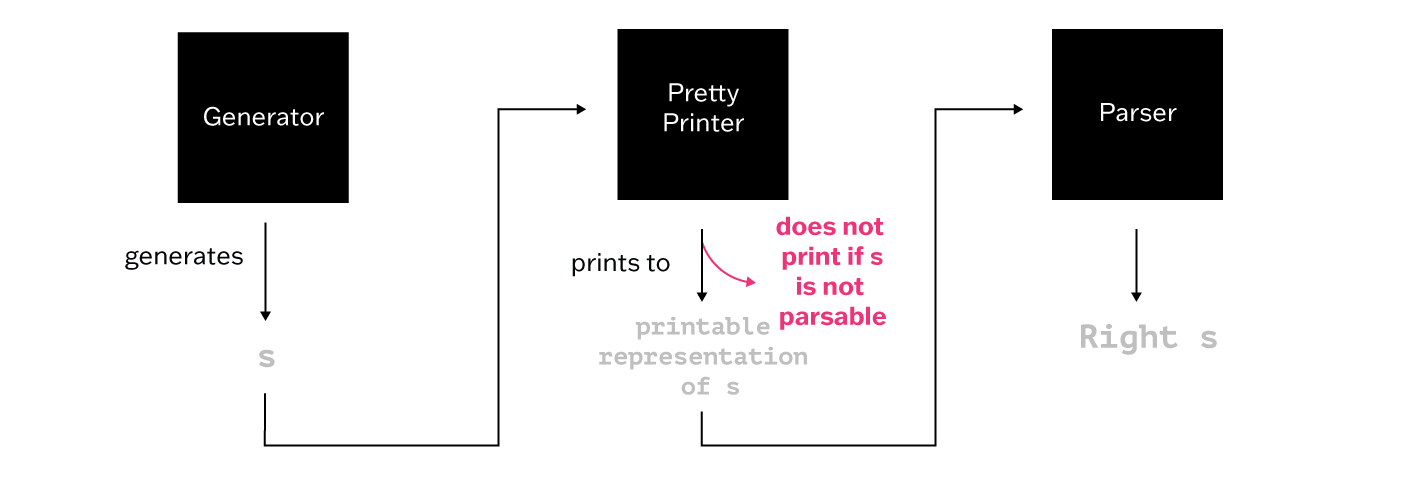 Generator
Pretty
Printer
Parser
generates
s
prints to
does not
print if s
is not
parsable
printable
representation
of s
Right s